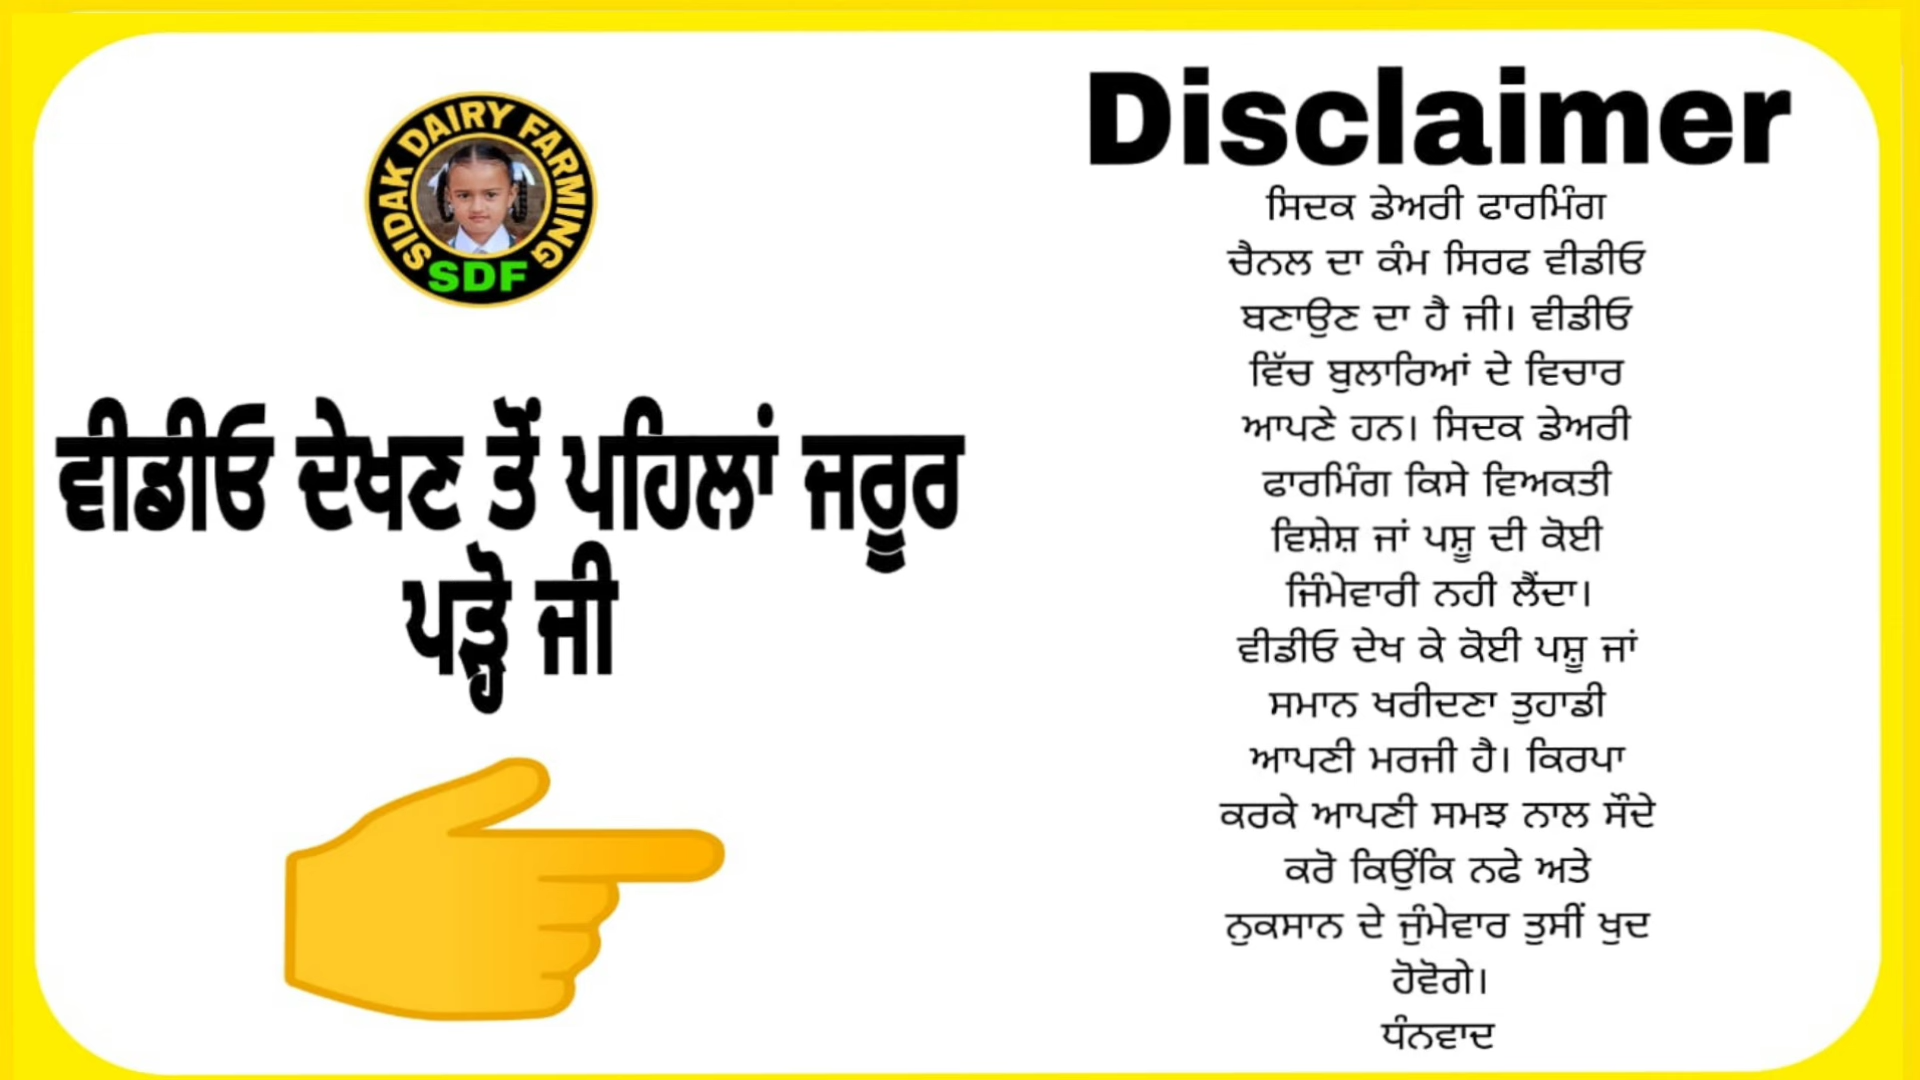 SIDAK DAIRY FARMING
SDF
ਵੀਡੀਓ ਦੇਖਣ ਤੋਂ ਪਹਿਲਾਂ ਜਰੂਰ
ਪੜ੍ਹੋ ਜੀ
Disclaimer
ਸਿਦਕ ਡੇਅਰੀ ਫਾਰਮਿੰਗ
ਚੈਨਲ ਦਾ ਕੰਮ ਸਿਰਫ ਵੀਡੀਓ
ਬਣਾਉਣ ਦਾ ਹੈ ਜੀ। ਵੀਡੀਓ
ਵਿੱਚ ਬੁਲਾਰਿਆਂ ਦੇ ਵਿਚਾਰ
ਆਪਣੇ ਹਨ। ਸਿਦਕ ਡੇਅਰੀ
ਫਾਰਮਿੰਗ ਕਿਸੇ ਵਿਅਕਤੀ
ਵਿਸ਼ੇਸ਼ ਜਾਂ ਪਸ਼ੂ ਦੀ ਕੋਈ
ਜਿੰਮੇਵਾਰੀ ਨਹੀ ਲੈਂਦਾ।
ਵੀਡੀਓ ਦੇਖ ਕੇ ਕੋਈ ਪਸ਼ੂ ਜਾਂ
ਸਮਾਨ ਖਰੀਦਣਾ ਤੁਹਾਡੀ
ਆਪਣੀ ਮਰਜੀ ਹੈ। ਕਿਰਪਾ
ਕਰਕੇ ਆਪਣੀ ਸਮਝ ਨਾਲ ਸੌਦੇ
ਕਰੋ ਕਿਉਂਕਿ ਨਫੇ ਅਤੇ
ਨੁਕਸਾਨ ਦੇ ਜੁੰਮੇਵਾਰ ਤੁਸੀਂ ਖੁਦ
ਹੋਵੋਗੇ।
ਧੰਨਵਾਦ